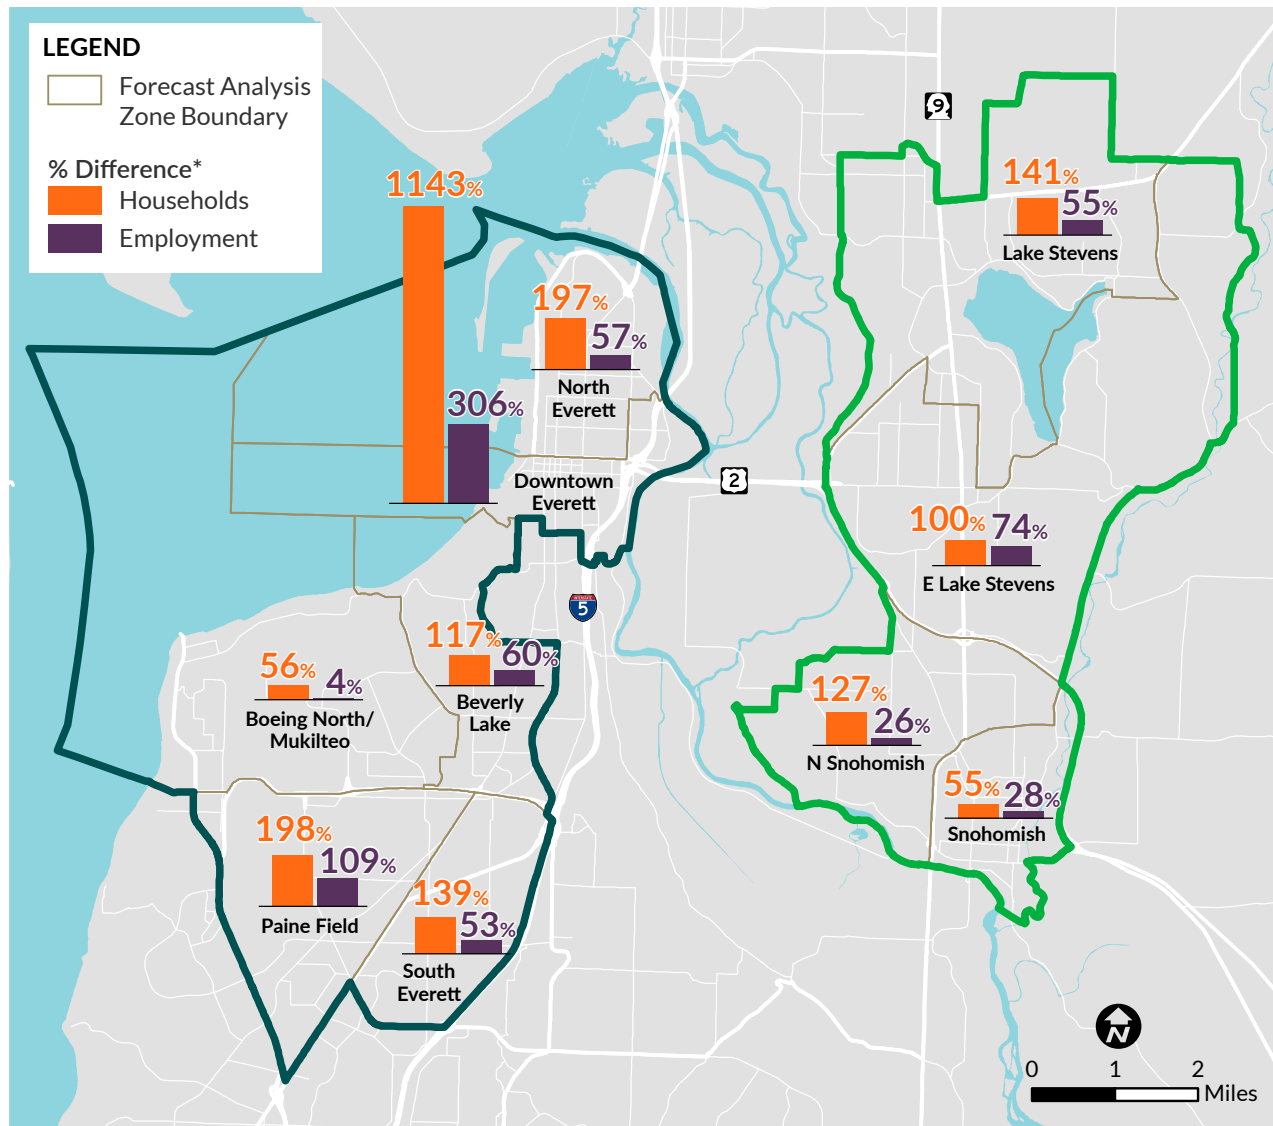 LEGEND
Forecast Analysis
Zone Boundary
% Difference*
Households
Employment
1143%
306%
Downtown
Everett
197%
57%
North
Everett
9
141%
55%
Lake Stevens
2
100%
74%
E Lake Stevens
5
117%
60%
Beverly
Lake
56%
4%
Boeing North/
Mukilteo
127%
26%
N Snohomish
55%
28%
Snohomish
198%
109%
Paine Field
139%
53%
South
Everett
N
0 1 2
Miles